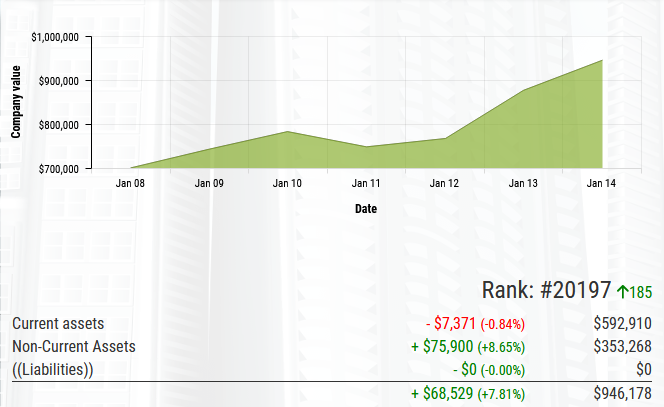 $1,000,000
$900,000
$800,000
$700,000
Company value
Jan 08 Jan 09 Jan 10 Jan 11 Jan 12 Jan 13 Jan 14
Date
Rank: #20197 ↑185
Current assets - $7,371 (-0.84%) $592,910
Non-Current Assets + $75,900 (+8.65%) $353,268
((Liabilities)) - $0 (-0.00%) $0
+ $68,529 (+7.81%) $946,178